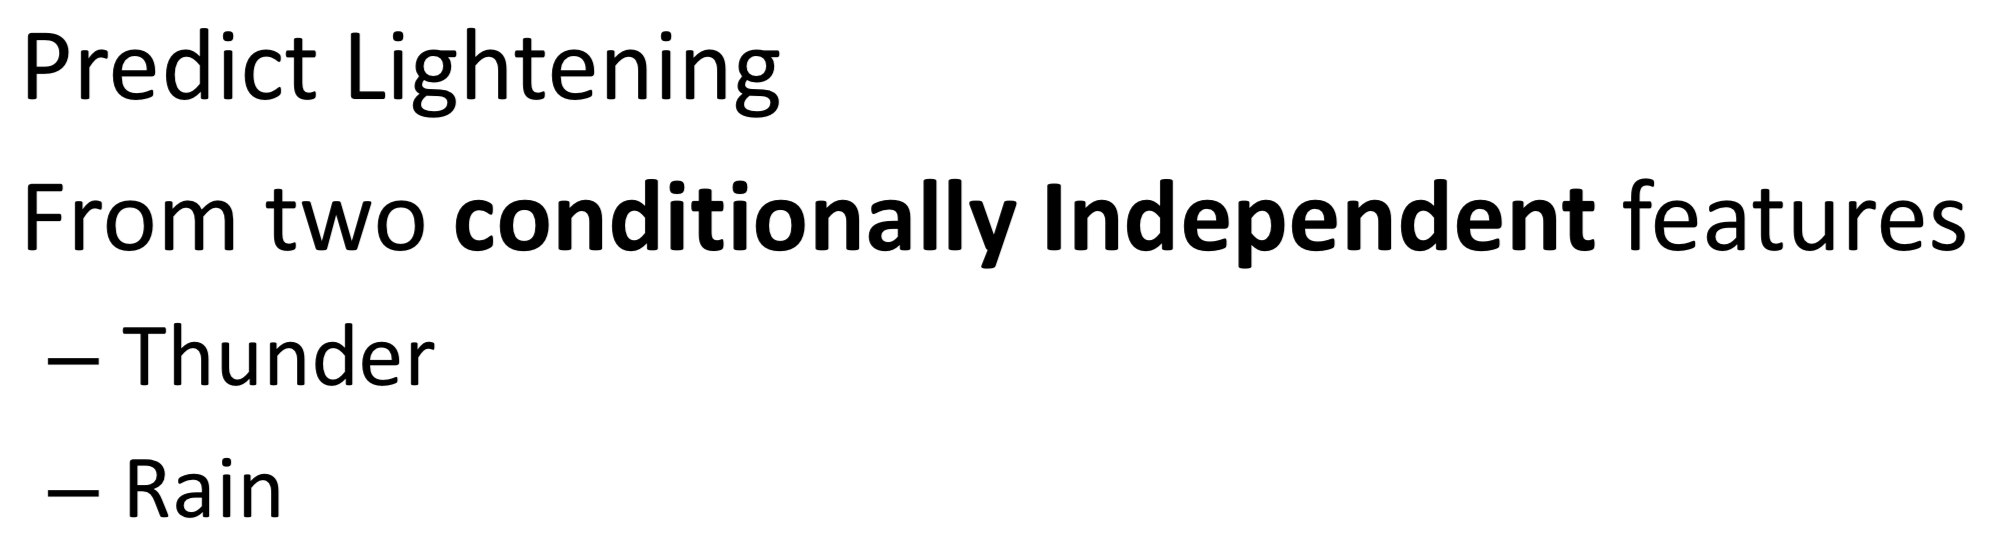 Predict Lightening
From two conditionally Independent features
– Thunder
– Rain